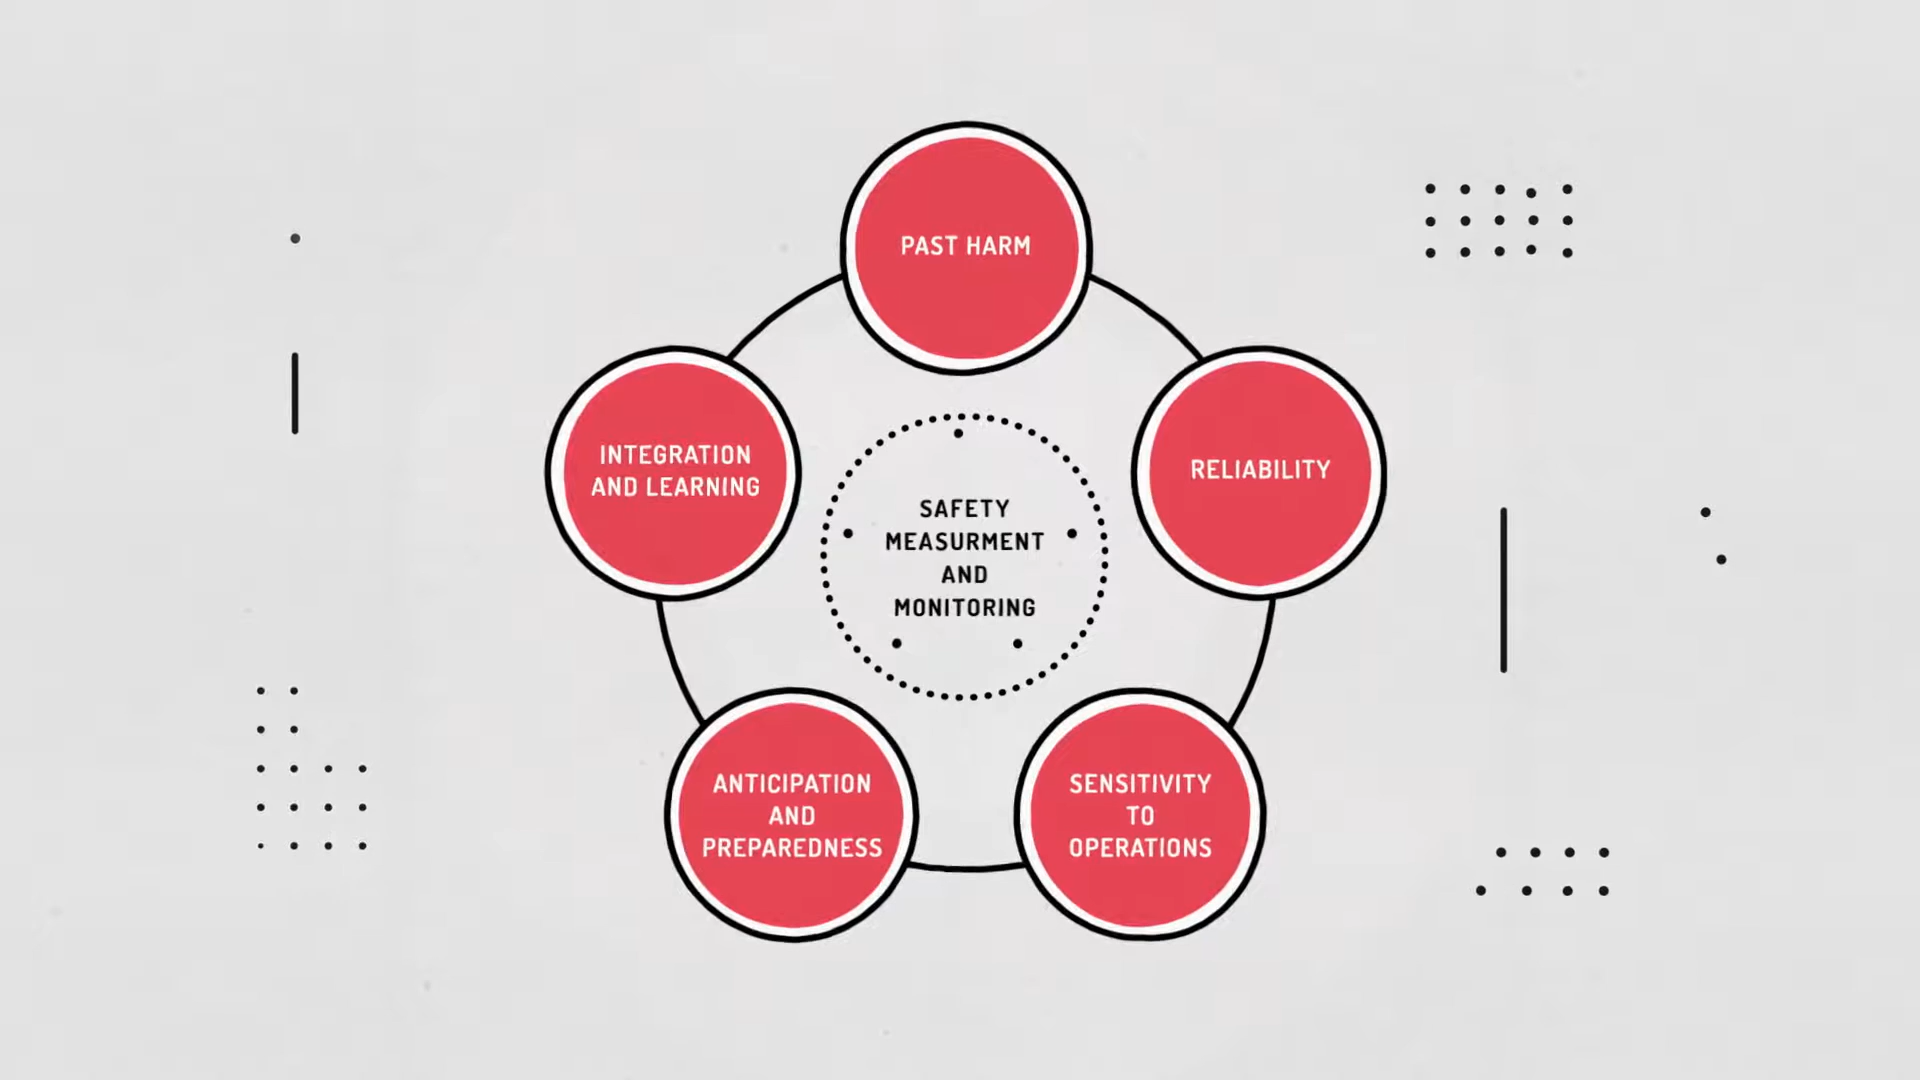 PAST HARM
INTEGRATION
AND LEARNING
RELIABILITY
SAFETY
MEASURMENT
AND
MONITORING
ANTICIPATION
AND
PREPAREDNESS
SENSITIVITY
TO
OPERATIONS